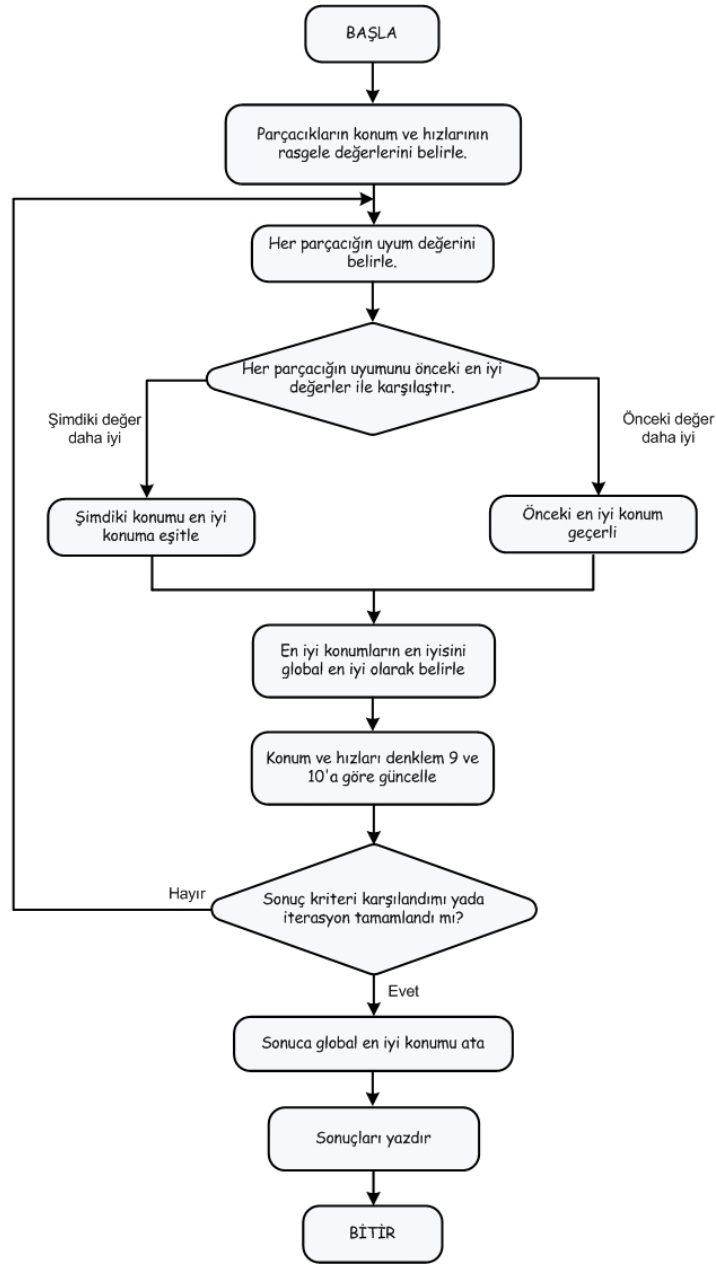 BAŞLA
Parçacıkların konum ve hızlarının
rasgele değerlerini belirle.
Her parçacığın uyum değerini
belirle.
Her parçacığın uyumunu önceki en iyi
değerler ile karşılaştır.
Şimdiki değer
daha iyi
Önceki değer
daha iyi
Şimdiki konumu en iyi
konuma eşitle
Önceki en iyi konum
geçerli
En iyi konumların en iyisini
global en iyi olarak belirle
Konum ve hızları denklem 9 ve
10'a göre güncelle
Hayır
Sonuç kriteri karşılandımı yada
iterasyon tamamlandı mı?
Evet
Sonuca global en iyi konumu ata
Sonuçları yazdır
BİTİR